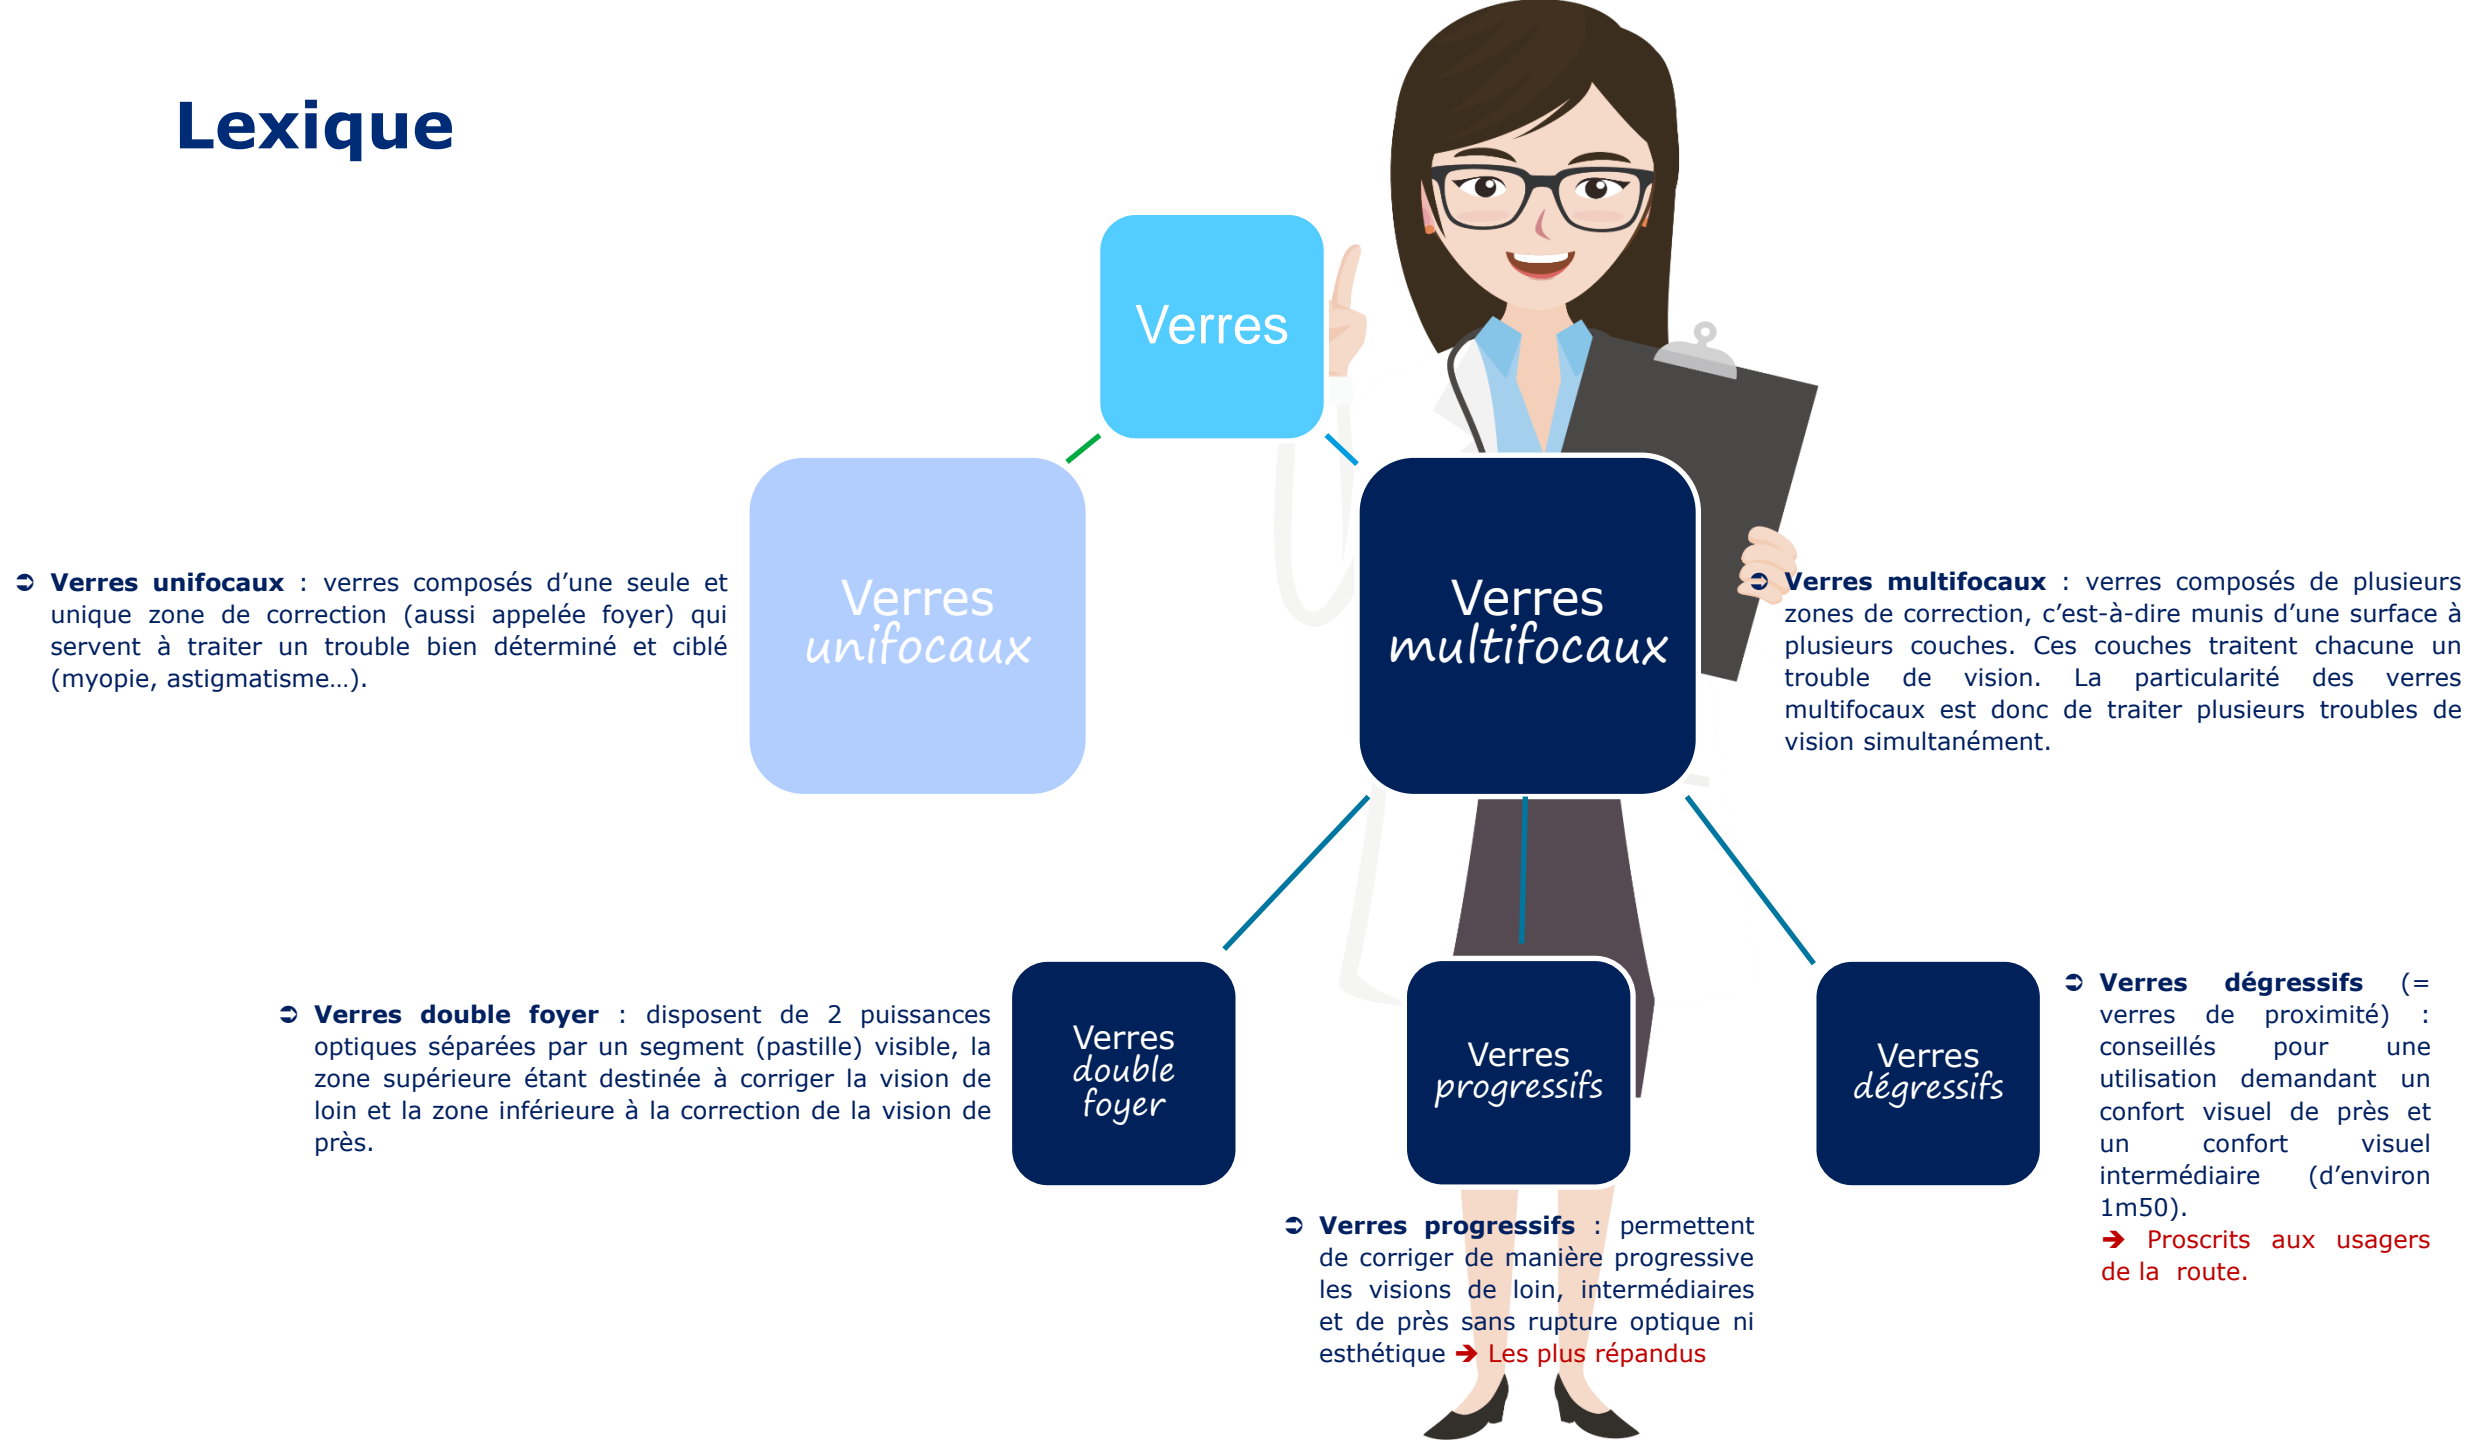 Lexique
Verres
Verres
unifocaux
Verres
multifocaux
➲ Verres unifocaux : verres composés d’une seule et
unique zone de correction (aussi appelée foyer) qui
servent à traiter un trouble bien déterminé et ciblé
(myopie, astigmatisme…).
➲ Verres multifocaux : verres composés de plusieurs
zones de correction, c’est-à-dire munis d’une surface à
plusieurs couches. Ces couches traitent chacune un
trouble de vision. La particularité des verres
multifocaux est donc de traiter plusieurs troubles de
vision simultanément.
➲ Verres double foyer : disposent de 2 puissances
optiques séparées par un segment (pastille) visible, la
zone supérieure étant destinée à corriger la vision de
loin et la zone inférieure à la correction de la vision de
près.
Verres
double
foyer
Verres
progressifs
Verres
dégressifs
➲ Verres dégressifs (=
verres de proximité) :
conseillés pour une
utilisation demandant un
confort visuel de près et
un confort visuel
intermédiaire (d’environ
1m50).
➔ Proscrits aux usagers
de la route.
➲ Verres progressifs : permettent
de corriger de manière progressive
les visions de loin, intermédiaires
et de près sans rupture optique ni
esthétique ➔ Les plus répandus